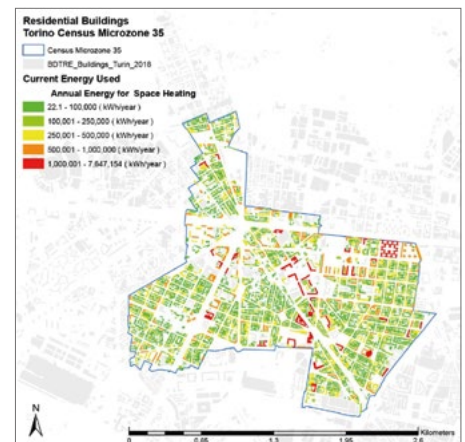 Residential Buildings
Torino Census Microzone 35
Census Microzone 35
BDTRE_Buildings_Turin_2018
Current Energy Used
Annual Energy for Space Heating
22.1 - 100,000 ( kWh/year)
100,001 - 250,000 ( kWh/year)
250,001 - 500,000 ( kWh/year)
500,001 - 1,000,000 ( kWh/year)
1,000,001 - 7,647,154 ( kWh/year)
N
Kilometers
0 0.65 1.3 1.95 2.6